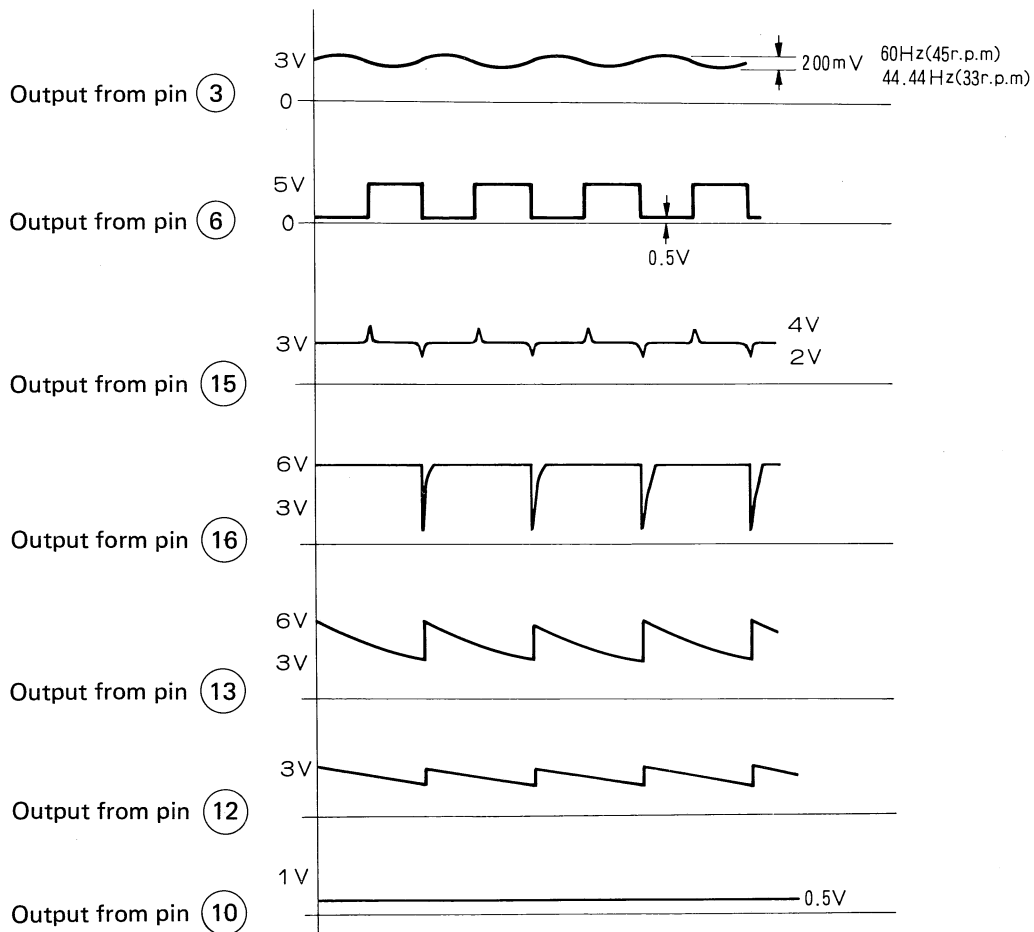 3V
200mV
60Hz(45r.p.m)
44.44Hz(33r.p.m)
Output from pin 3
0
5V
Output from pin 6
0
0.5V
3V
4V
2V
Output from pin 15
6V
3V
Output form pin 16
6V
3V
Output from pin 13
3V
Output from pin 12
1V
0.5V
Output from pin 10